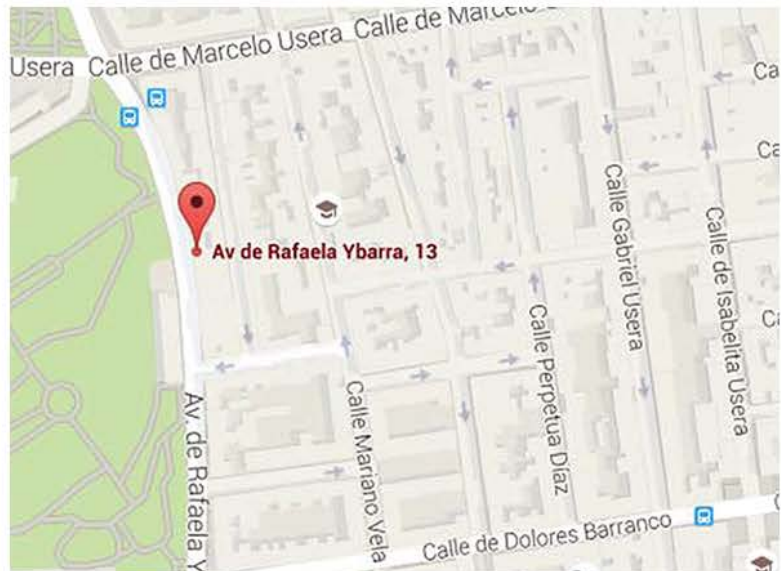 Usera Calle de Marcelo Usera Calle de Marcelo
Ca
Ca
Av de Rafaela Ybarra, 13
Calle Gabriel Usera
Calle de Isabelita Usera
Calle Perpetua Díaz
Calle Mariano Vela
Av. de Rafaela Y
Calle de Dolores Barranco